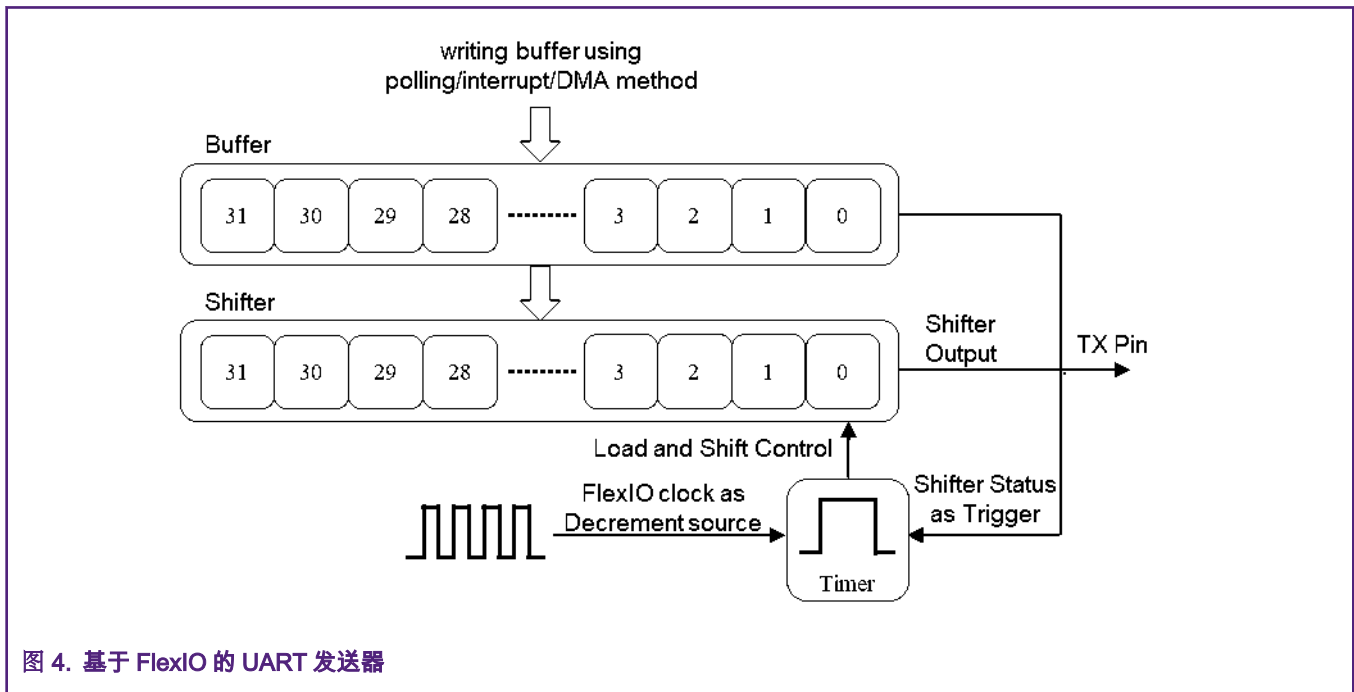 writing buffer using
polling/interrupt/DMA method
Buffer
31 30 29 28 3 2 1 0
Shifter
31 30 29 28 3 2 1 0
Shifter
Output
TX Pin
Load and Shift Control
FlexIO clock as
Decrement source
Shifter Status
as Trigger
Timer
图 4. 基于 FlexIO 的 UART 发送器